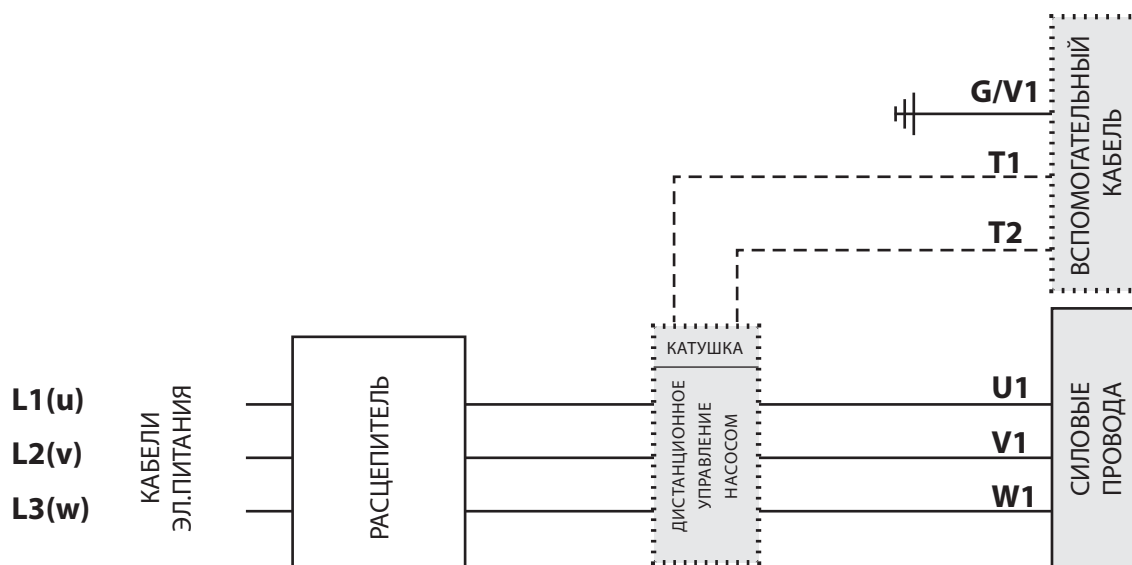 G/V1
T1
T2
ВСПОМОГАТЕЛЬНЫЙ
КАБЕЛЬ
L1(u)
L2(v)
L3(w)
КАБЕЛИ
ЭЛ.ПИТАНИЯ
РАСЦЕПИТЕЛЬ
КАТУШКА
ДИСТАНЦИОННОЕ
УПРАВЛЕНИЕ
НАСОСОМ
U1
V1
W1
СИЛОВЫЕ
ПРОВОДА